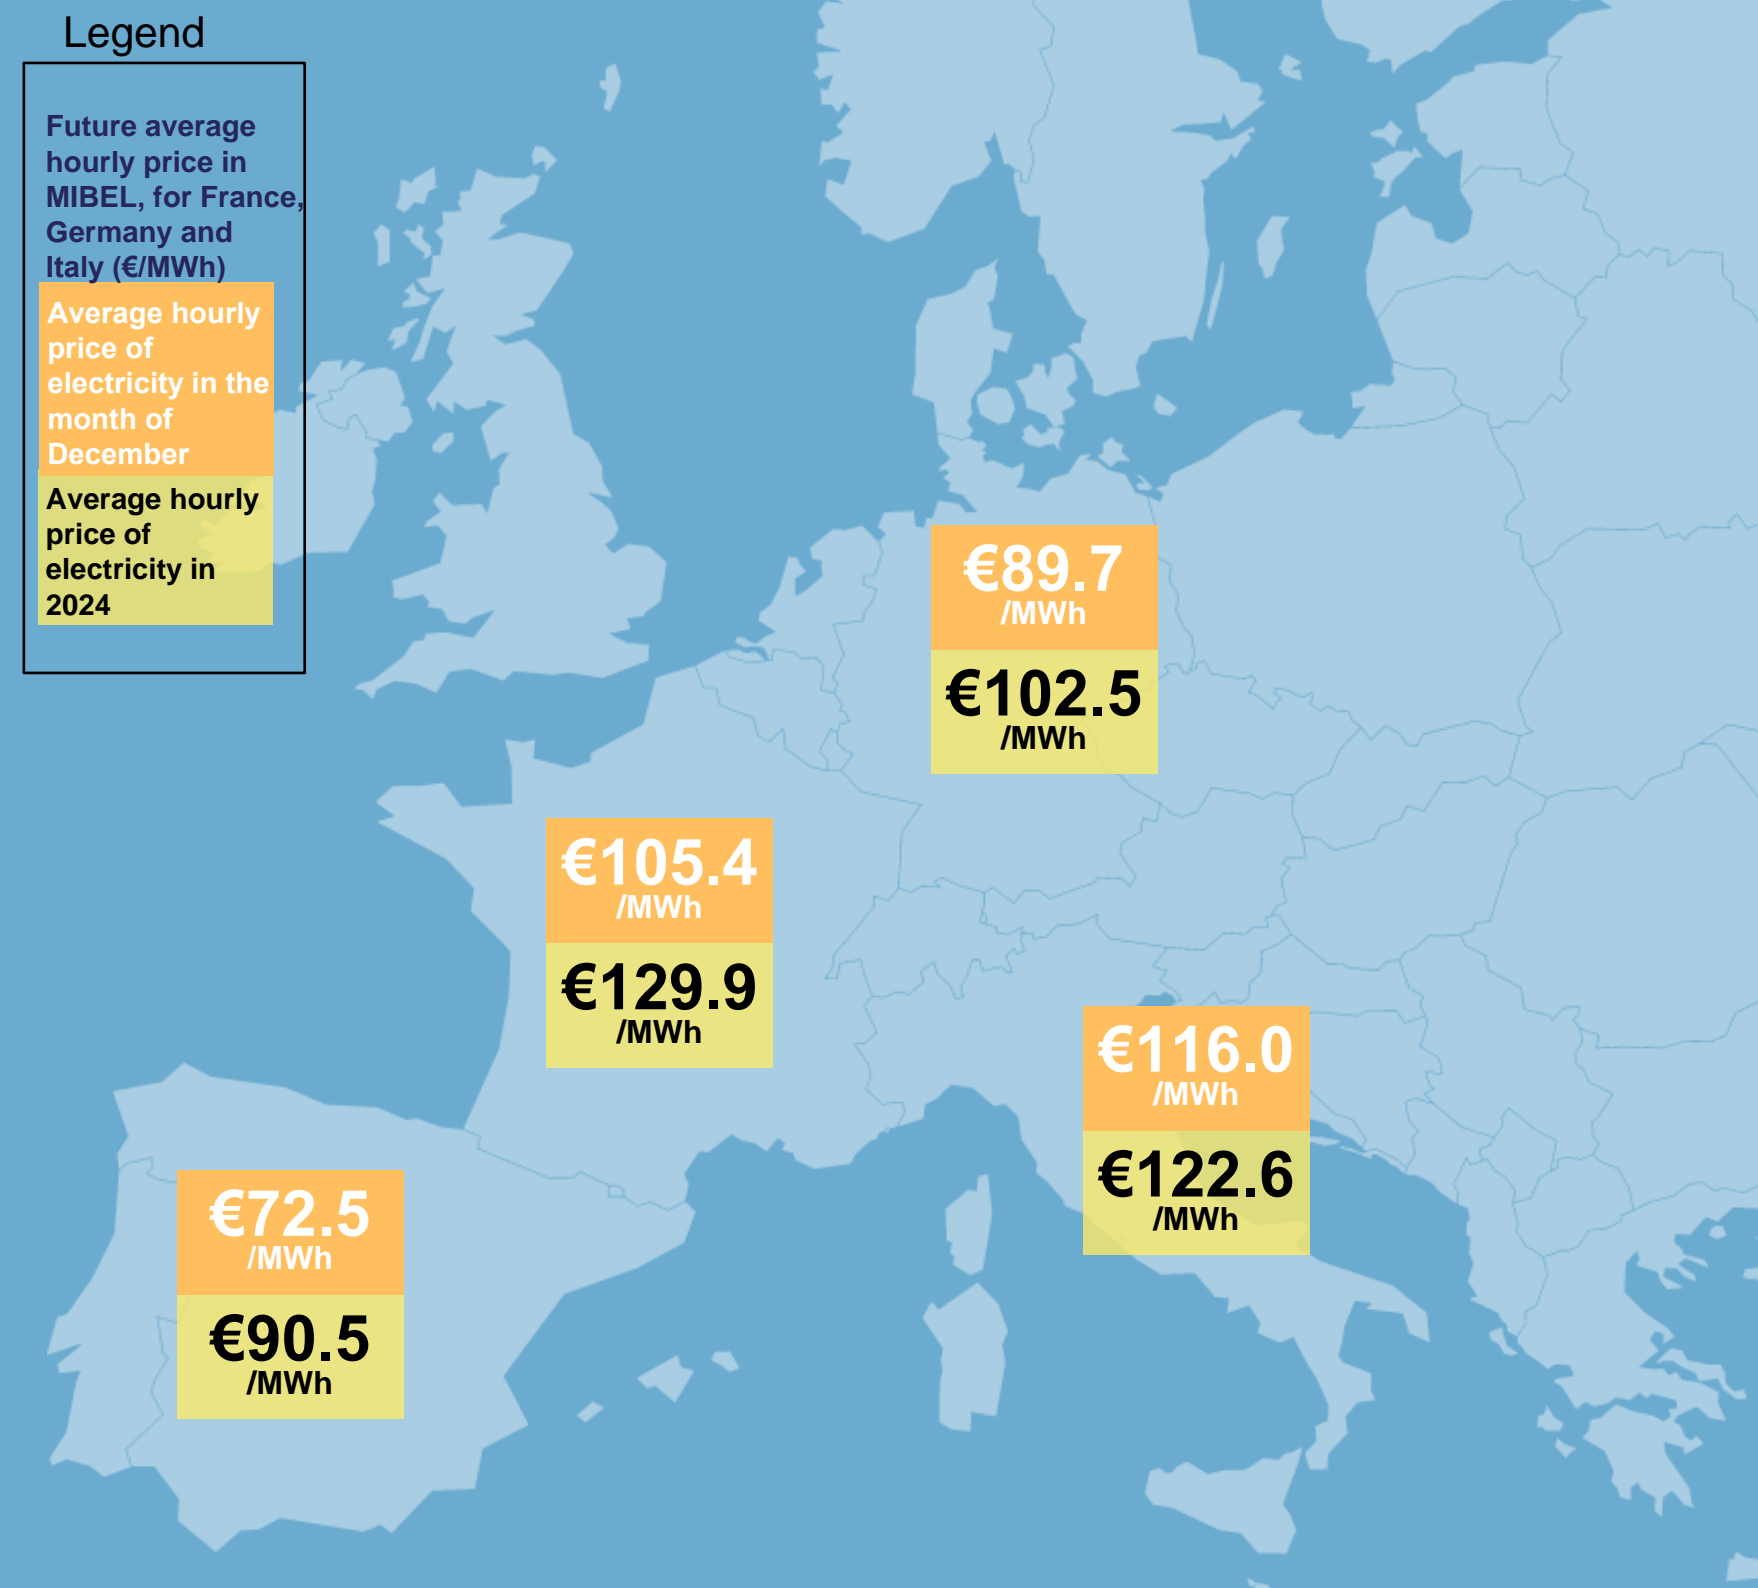 Legend
Future average
hourly price in
MIBEL, for France,
Germany and
Italy (€/MWh)
Average hourly
price of
electricity in the
month of
December
Average hourly
price of
electricity in
2024
€89.7
/MWh
€102.5
/MWh
€105.4
/MWh
€129.9
/MWh
€116.0
/MWh
€122.6
/MWh
€72.5
/MWh
€90.5
/MWh